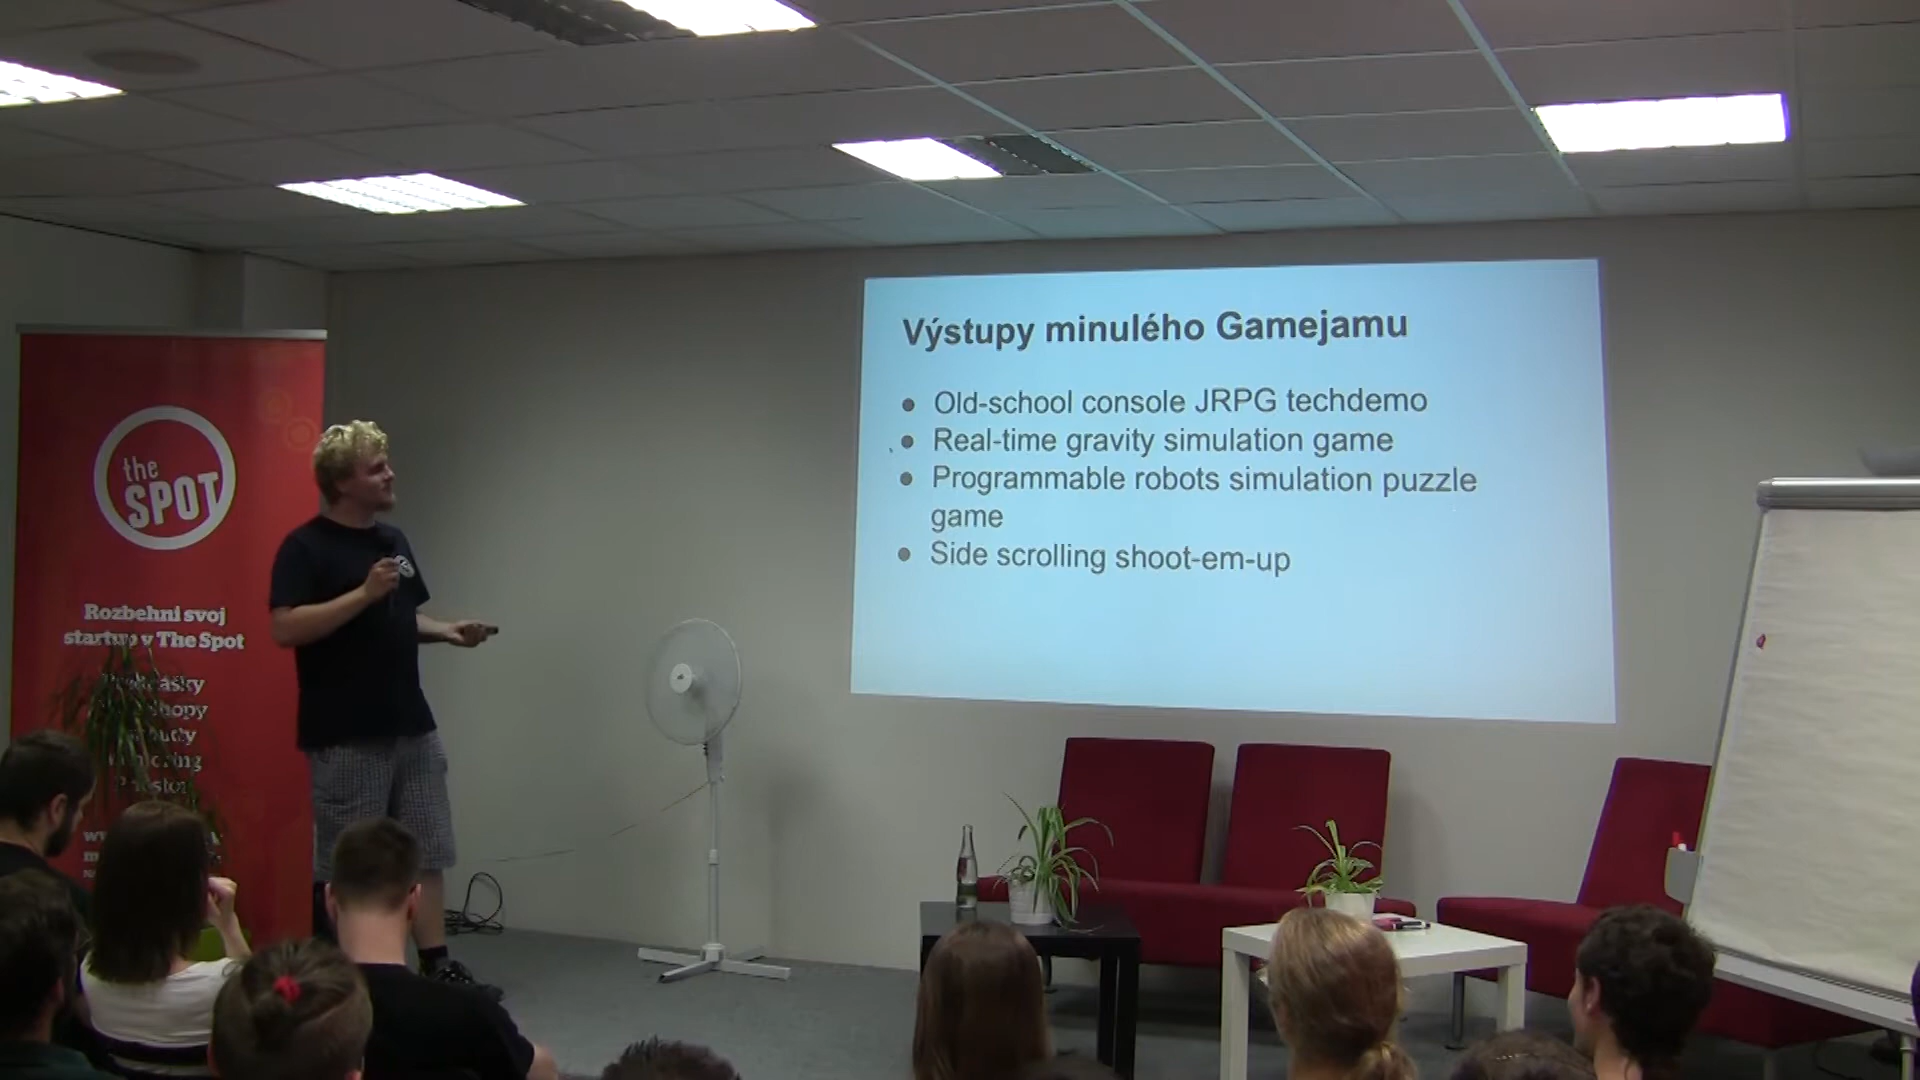 the
SPOT
Rozbehni svoj
startup v The Spot
Výstupy minulého Gamejamu
● Old-school console JRPG techdemo
● Real-time gravity simulation game
● Programmable robots simulation puzzle
game
● Side scrolling shoot-em-up